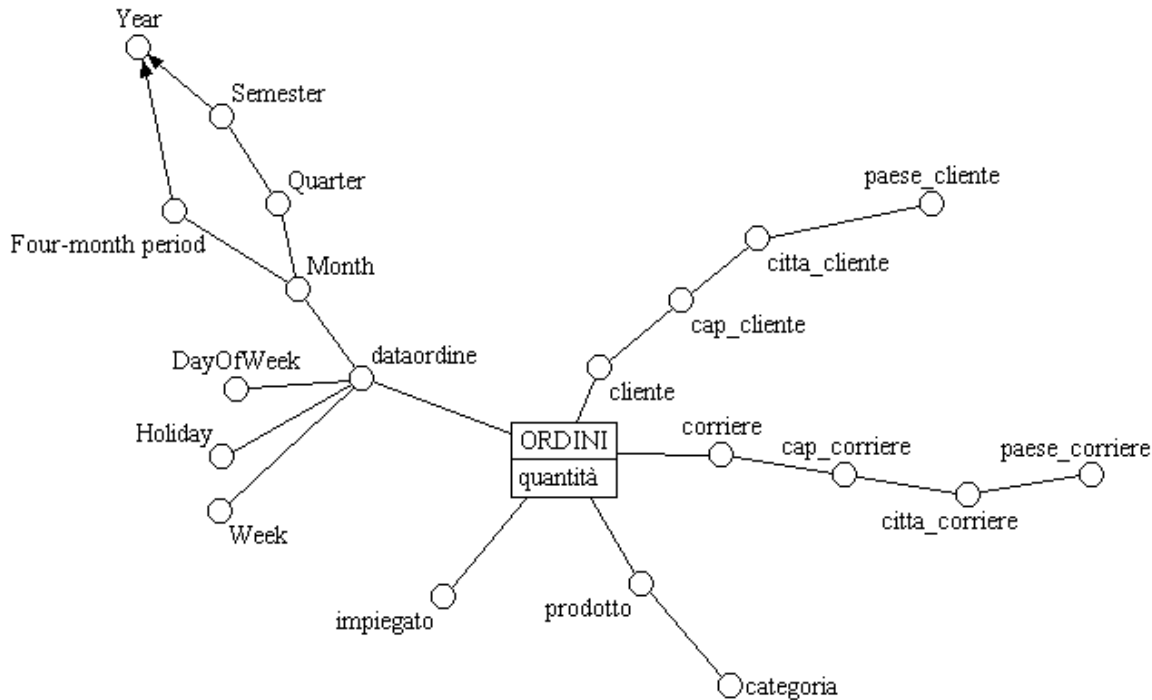 Year
Semester
Quarter
paese_cliente
Four-month period
citta_cliente
Month
cap_cliente
DayOfWeek
dataordine
cliente
Holiday
ORDINI
corriere
cap_corriere
paese_corriere
quantità
citta_corriere
Week
impiegato
prodotto
categoria